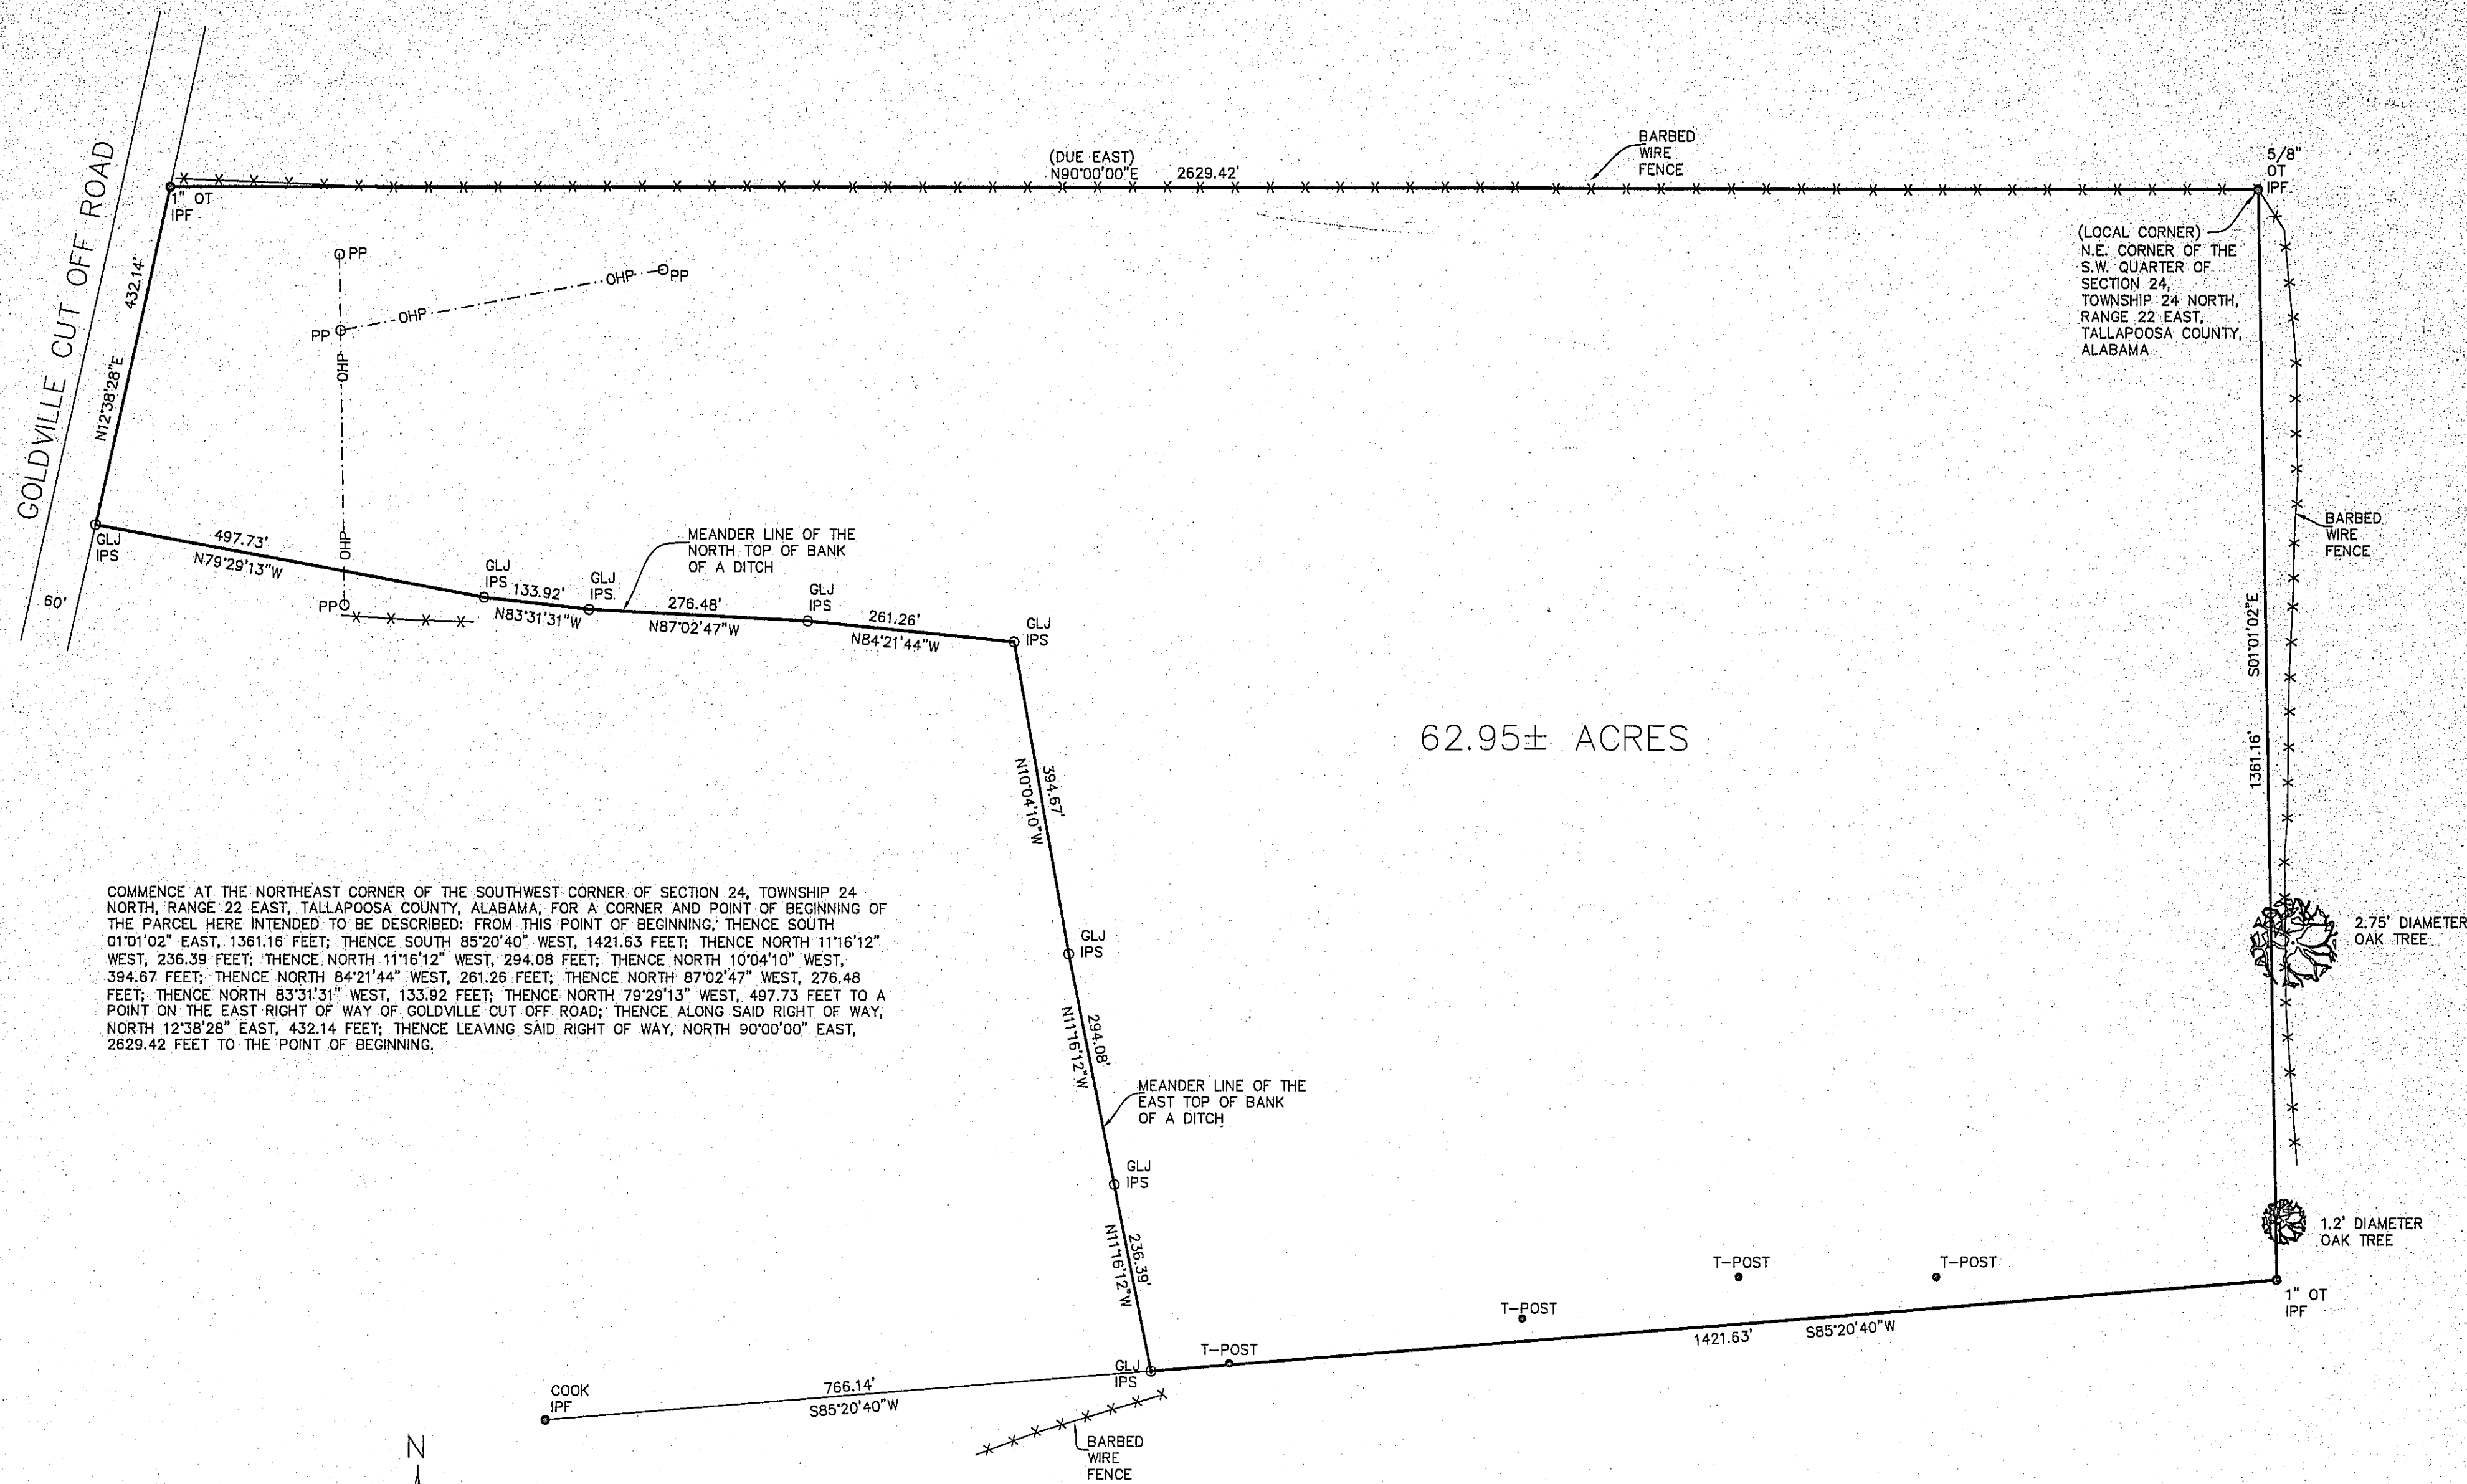 GOLDVILLE CUT OFF ROAD
60'
1" OT
IPF
432.14'
N12°38'28"E
(DUE EAST)
N90°00'00"E
2629.42'
BARBED
WIRE
FENCE
5/8"
OT
IPF
(LOCAL CORNER)
N.E. CORNER OF THE
S.W. QUARTER OF
SECTION 24,
TOWNSHIP 24 NORTH,
RANGE 22 EAST,
TALLAPOOSA COUNTY,
ALABAMA
PP
OHP
PP
OHP
PP
OHP
OHP
PP
GLJ
IPS
497.73'
N79°29'13"W
GLJ
IPS
133.92'
N83°31'31"W
GLJ
IPS
MEANDER LINE OF THE
NORTH TOP OF BANK
OF A DITCH
276.48'
N87°02'47"W
GLJ
IPS
261.26'
N84°21'44"W
GLJ
IPS
BARBED
WIRE
FENCE
S01°01'02"E
1361.16'
62.95± ACRES
394.67'
N10°04'10"W
COMMENCE AT THE NORTHEAST CORNER OF THE SOUTHWEST CORNER OF SECTION 24, TOWNSHIP 24
NORTH, RANGE 22 EAST, TALLAPOOSA COUNTY, ALABAMA, FOR A CORNER AND POINT OF BEGINNING OF
THE PARCEL HERE INTENDED TO BE DESCRIBED: FROM THIS POINT OF BEGINNING, THENCE SOUTH
01°01'02" EAST, 1361.16 FEET; THENCE SOUTH 85°20'40" WEST, 1421.63 FEET; THENCE NORTH 11°16'12"
WEST, 236.39 FEET; THENCE NORTH 11°16'12" WEST, 294.08 FEET; THENCE NORTH 10°04'10" WEST,
394.67 FEET; THENCE NORTH 84°21'44" WEST, 261.26 FEET; THENCE NORTH 87°02'47" WEST, 276.48
FEET; THENCE NORTH 83°31'31" WEST, 133.92 FEET; THENCE NORTH 79°29'13" WEST, 497.73 FEET TO A
POINT ON THE EAST RIGHT OF WAY OF GOLDVILLE CUT OFF ROAD; THENCE ALONG SAID RIGHT OF WAY,
NORTH 12°38'28" EAST, 432.14 FEET; THENCE LEAVING SAID RIGHT OF WAY, NORTH 90°00'00" EAST,
2629.42 FEET TO THE POINT OF BEGINNING.
GLJ
IPS
2.75' DIAMETER
OAK TREE
294.08'
N11°16'12"W
MEANDER LINE OF THE
EAST TOP OF BANK
OF A DITCH
GLJ
IPS
236.39'
N11°16'12"W
1.2' DIAMETER
OAK TREE
T-POST
T-POST
T-POST
T-POST
1" OT
IPF
1421.63'
S85°20'40"W
GLJ
IPS
COOK
IPF
766.14'
S85°20'40"W
BARBED
WIRE
FENCE
N